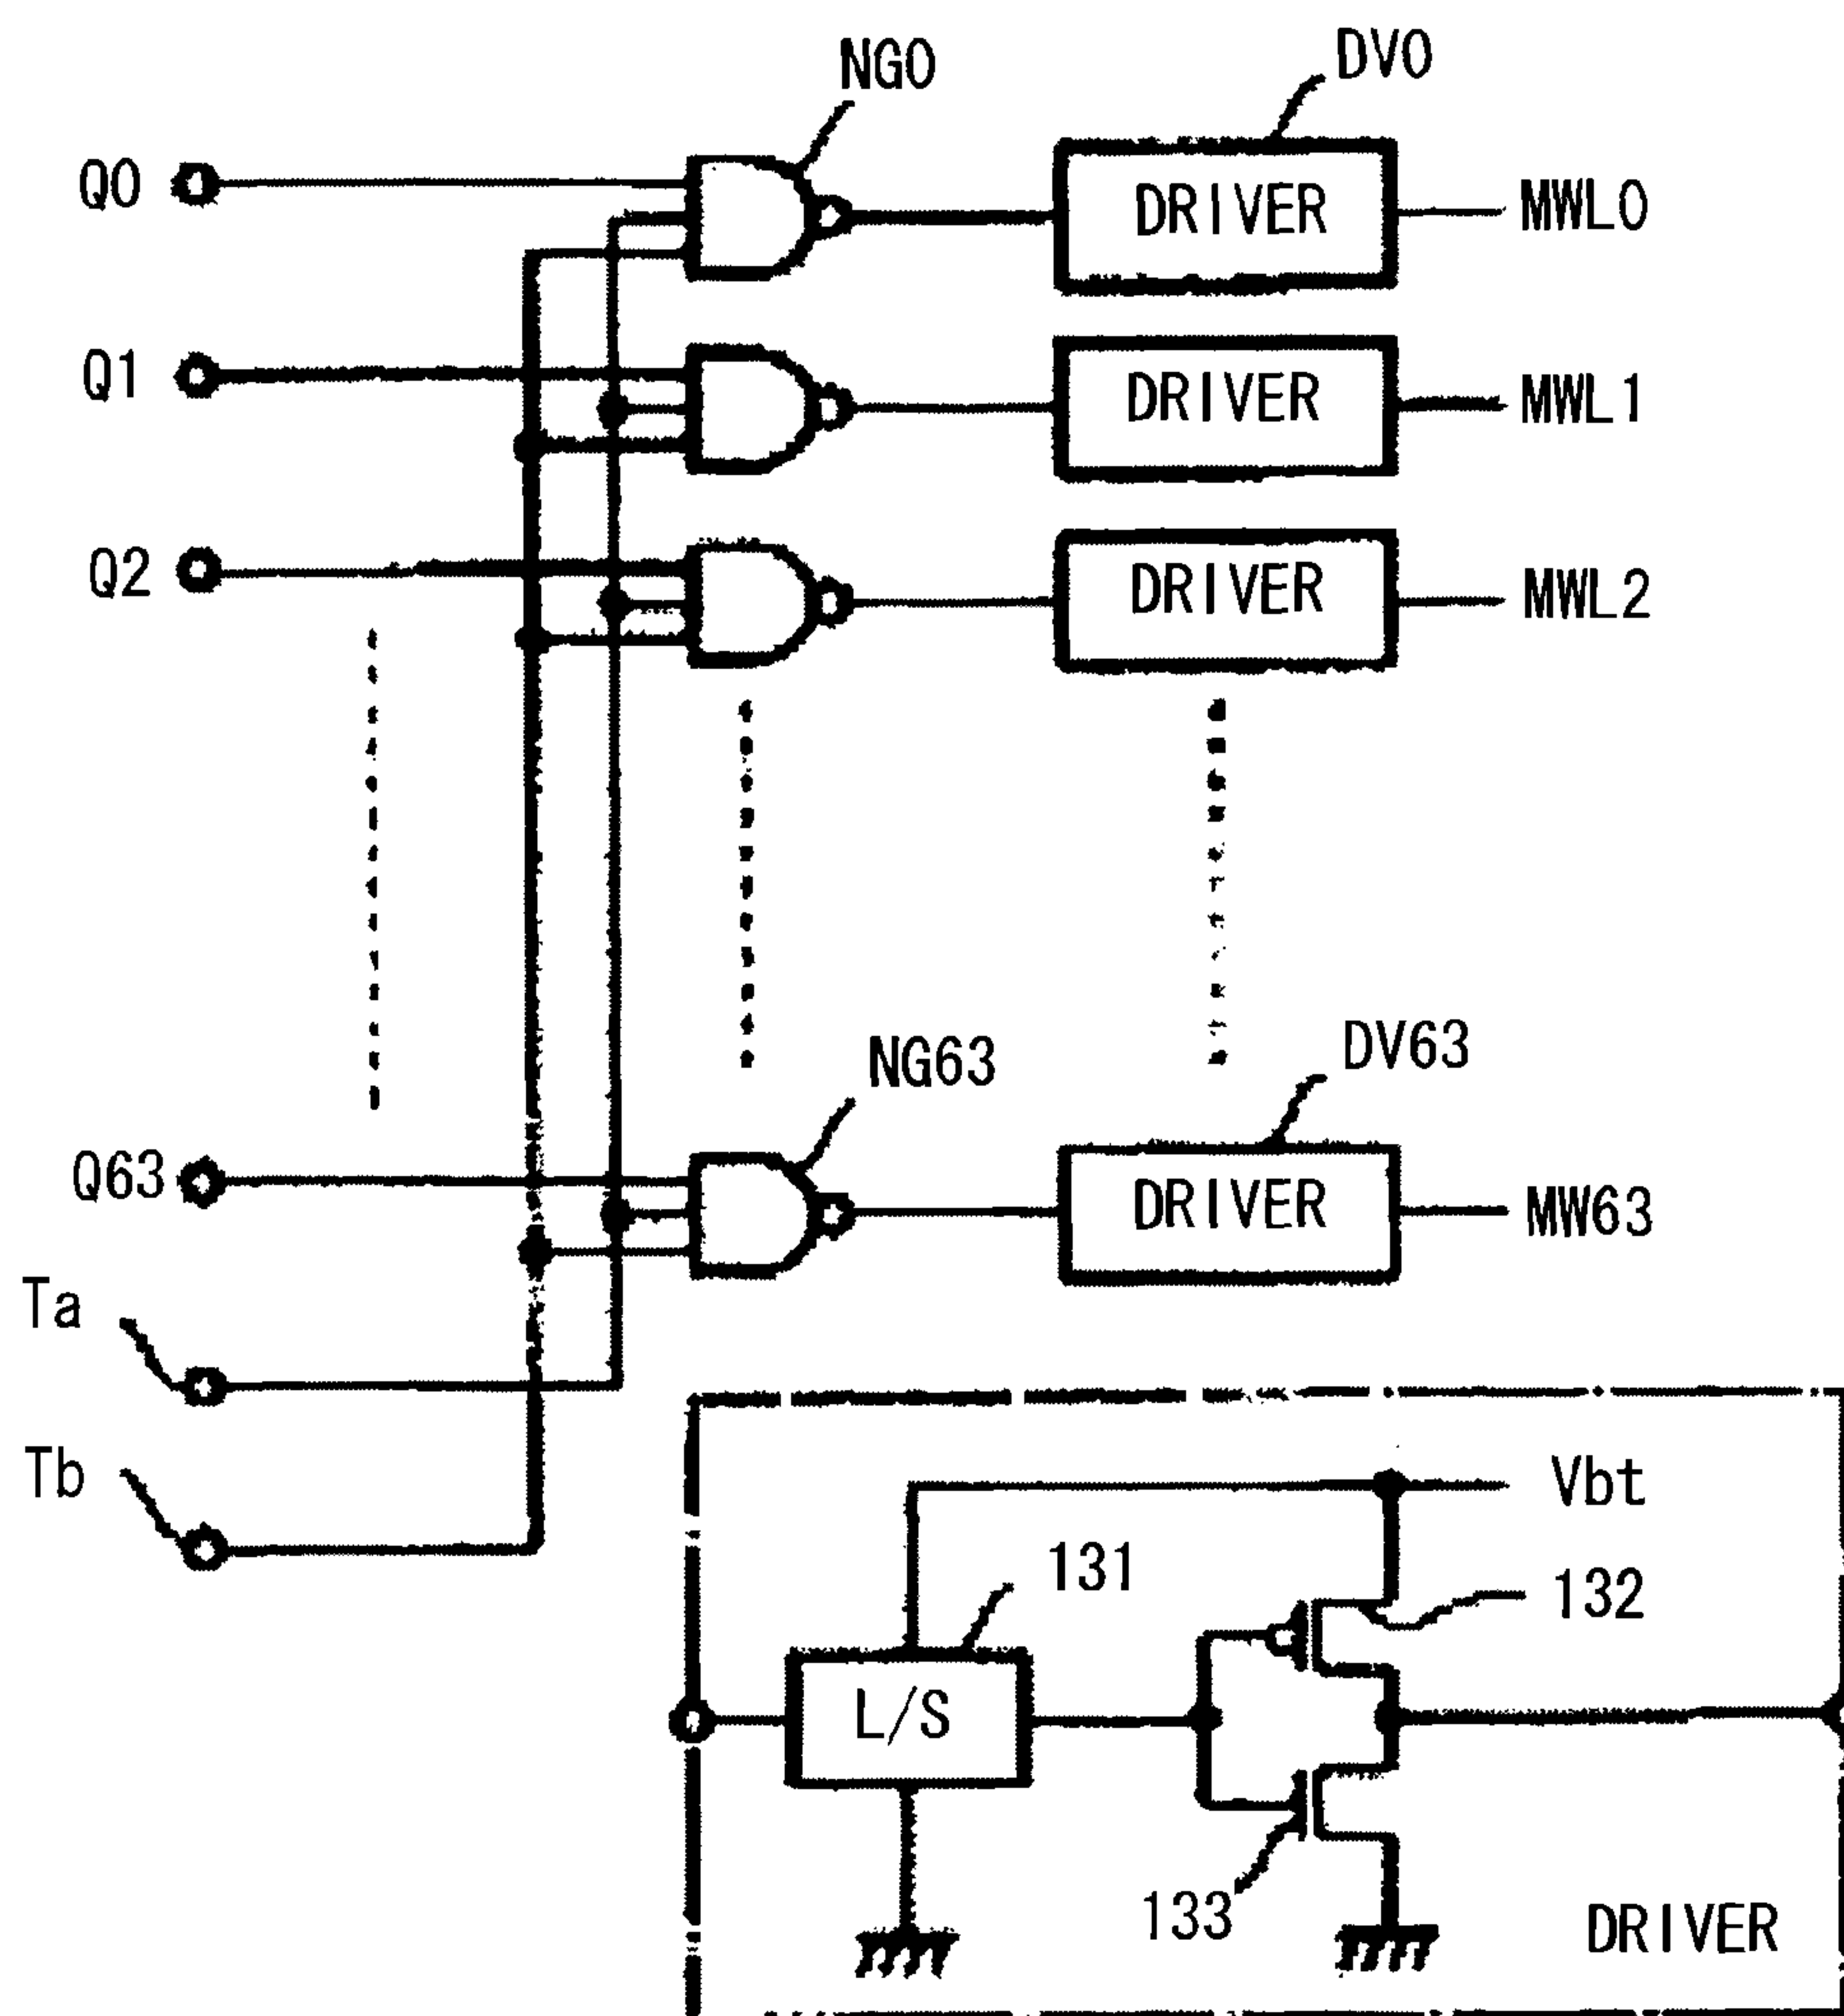 NG0
DV0
Q0
DRIVER
MWL0
Q1
DRIVER
MWL1
Q2
DRIVER
MWL2
NG63
DV63
Q63
DRIVER
MW63
Ta
Tb
Vbt
131
132
L/S
133
DRIVER